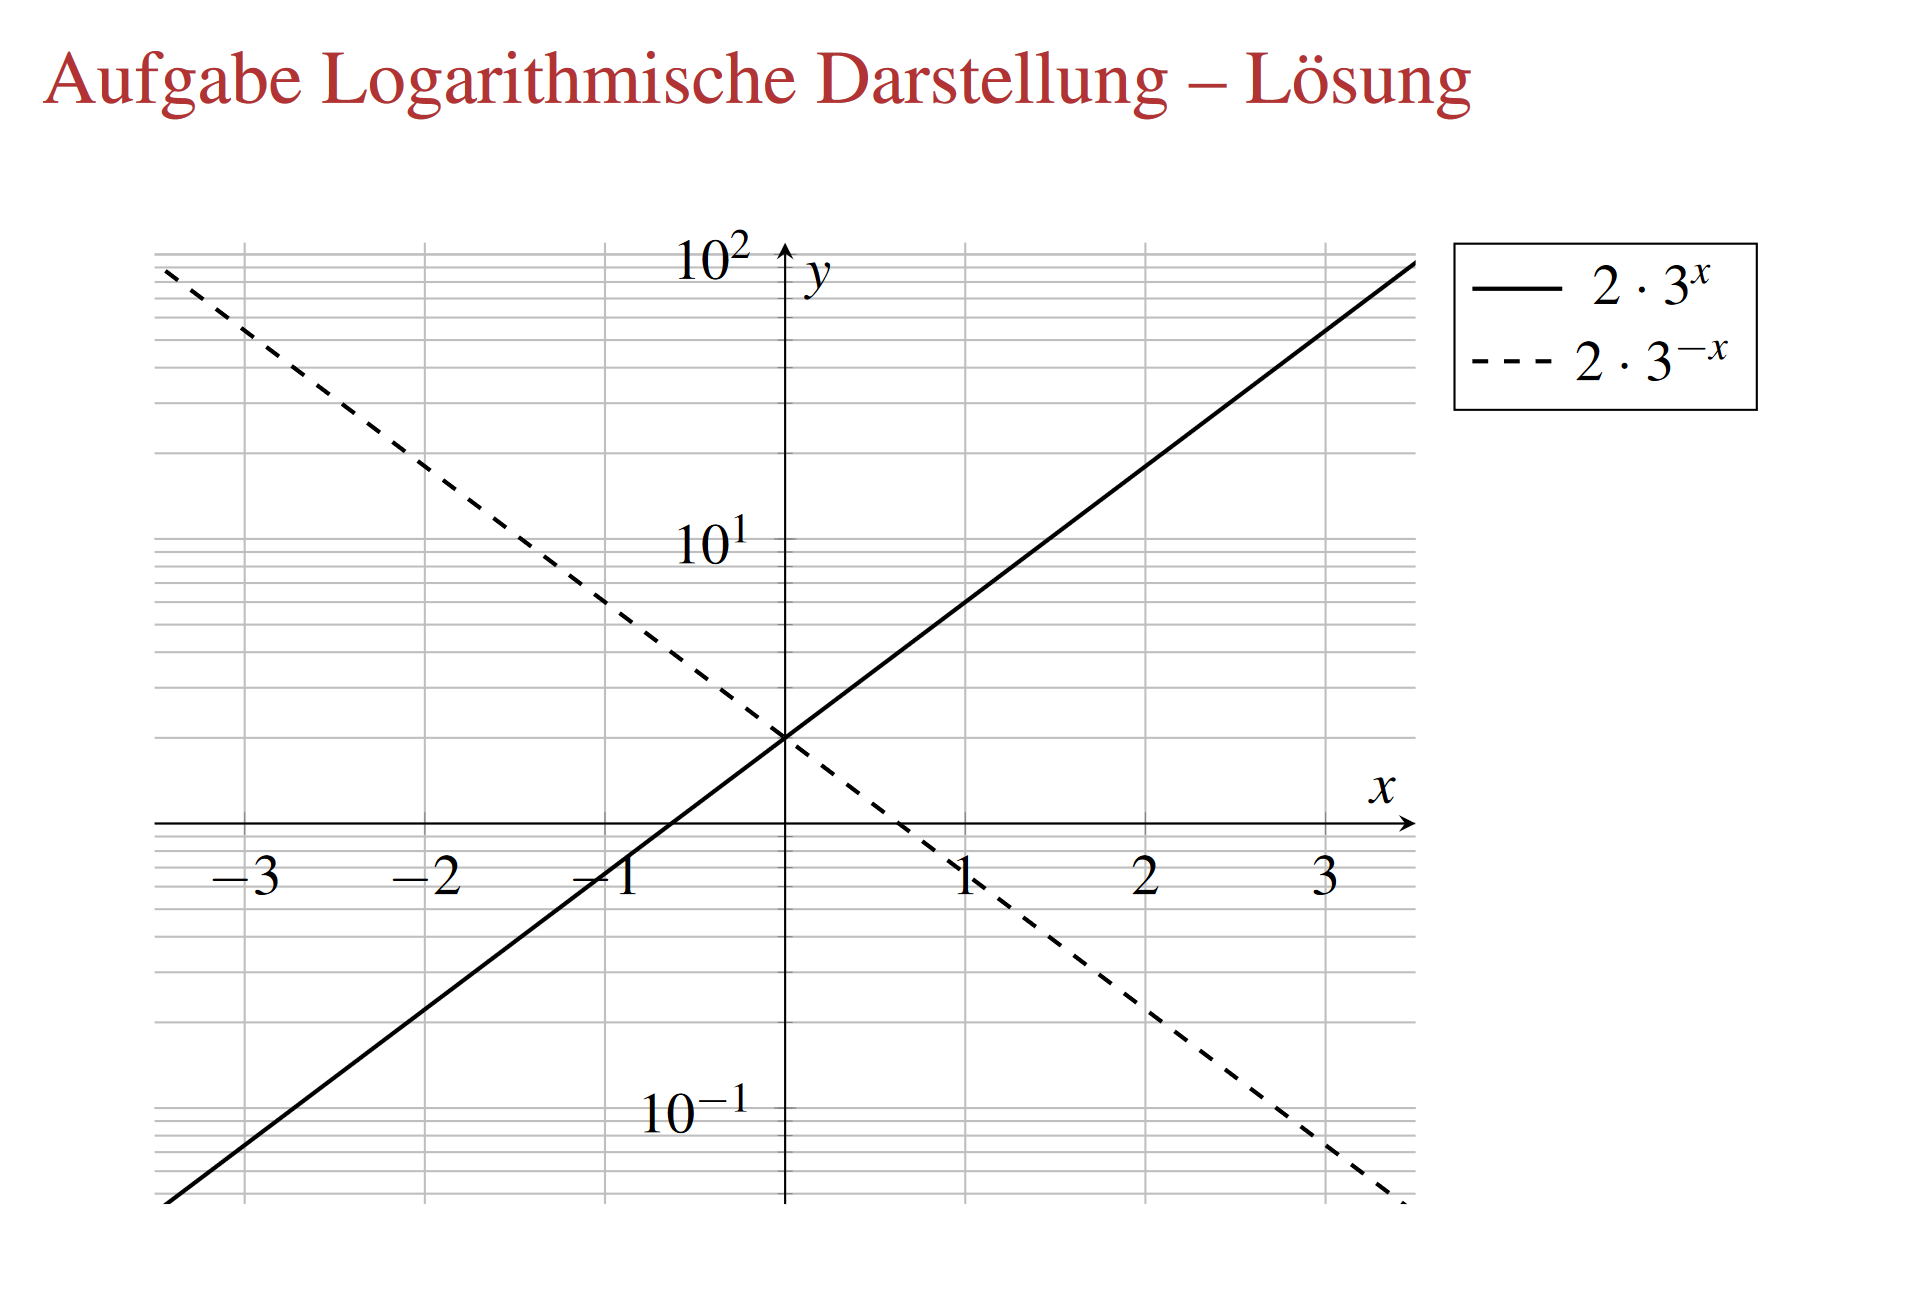 Aufgabe Logarithmische Darstellung – Lösung
10²
y
2 · 3ˣ
2 · 3⁻ˣ
10¹
x
−3 −2 −1 1 2 3
10⁻¹